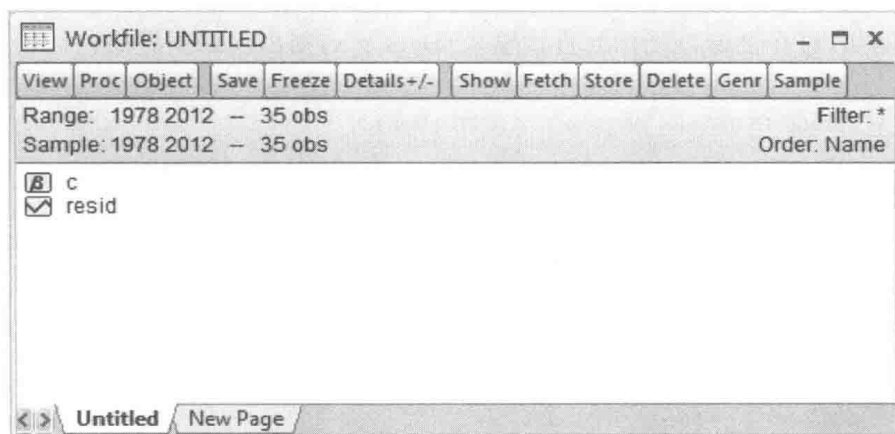 Workfile: UNTITLED
View Proc Object Save Freeze Details+/- Show Fetch Store Delete Genr Sample
Range: 1978 2012 -- 35 obs Filter: *
Sample: 1978 2012 -- 35 obs Order: Name
β c
resid
Untitled New Page